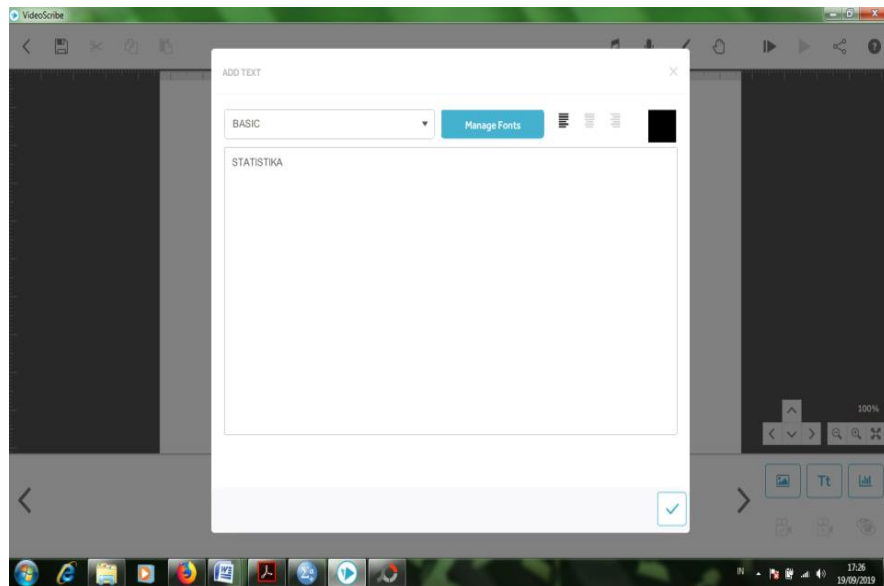 VideoScribe
ADD TEXT
BASIC
Manage Fonts
STATISTIKA
100%
Tt
IN
17:26
19/09/2019